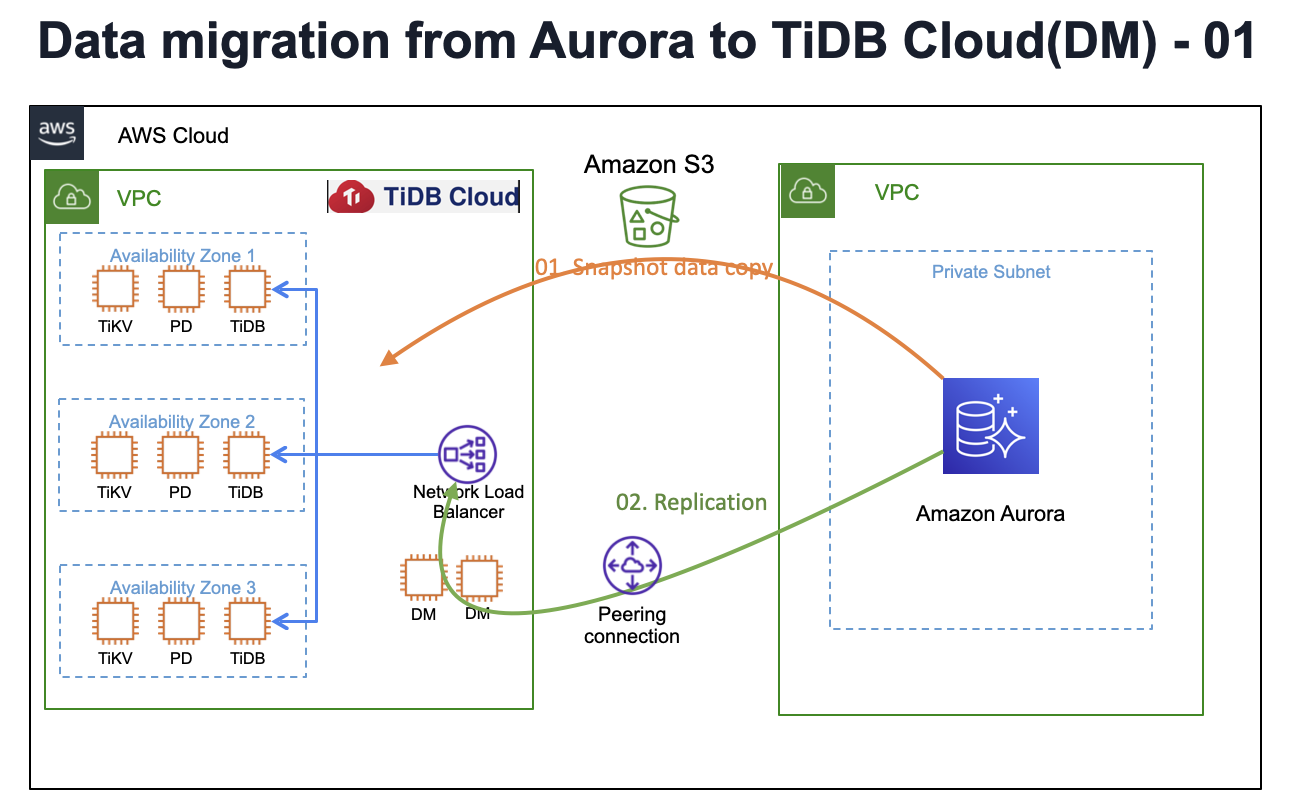 Data migration from Aurora to TiDB Cloud(DM) - 01
aws
AWS Cloud
VPC
TiDB Cloud
Amazon S3
VPC
Availability Zone 1
TiKV
PD
TiDB
01. Snapshot data copy
Private Subnet
Availability Zone 2
TiKV
PD
TiDB
Network Load
Balancer
02. Replication
Amazon Aurora
Availability Zone 3
TiKV
PD
TiDB
DM
DM
Peering
connection